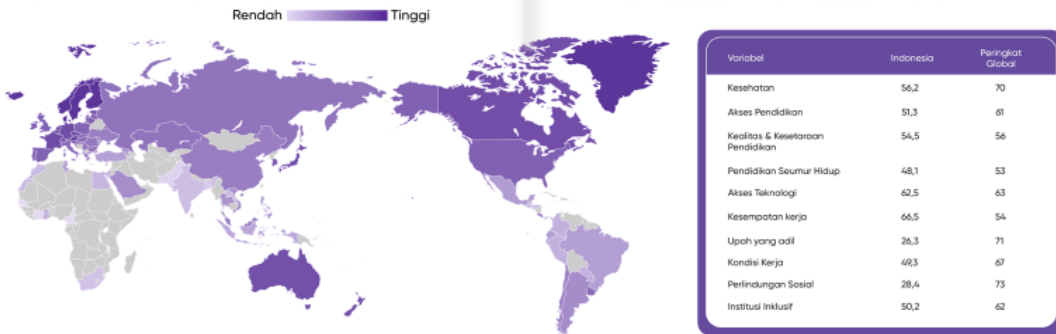 Rendah Tinggi
Variabel Indonesia Peringkat
Global
Kesehatan 56,2 70
Akses Pendidikan 51,3 61
Kealitas & Kesetaraan 54,5 56
Pendidikan
Pendidikan Seumur Hidup 48,1 53
Akses Teknologi 62,5 63
Kesempatan kerja 66,5 54
Upah yang adil 26,3 71
Kondisi Kerja 49,3 67
Perlindungan Sosial 28,4 73
Institusi Inklusif 50,2 62